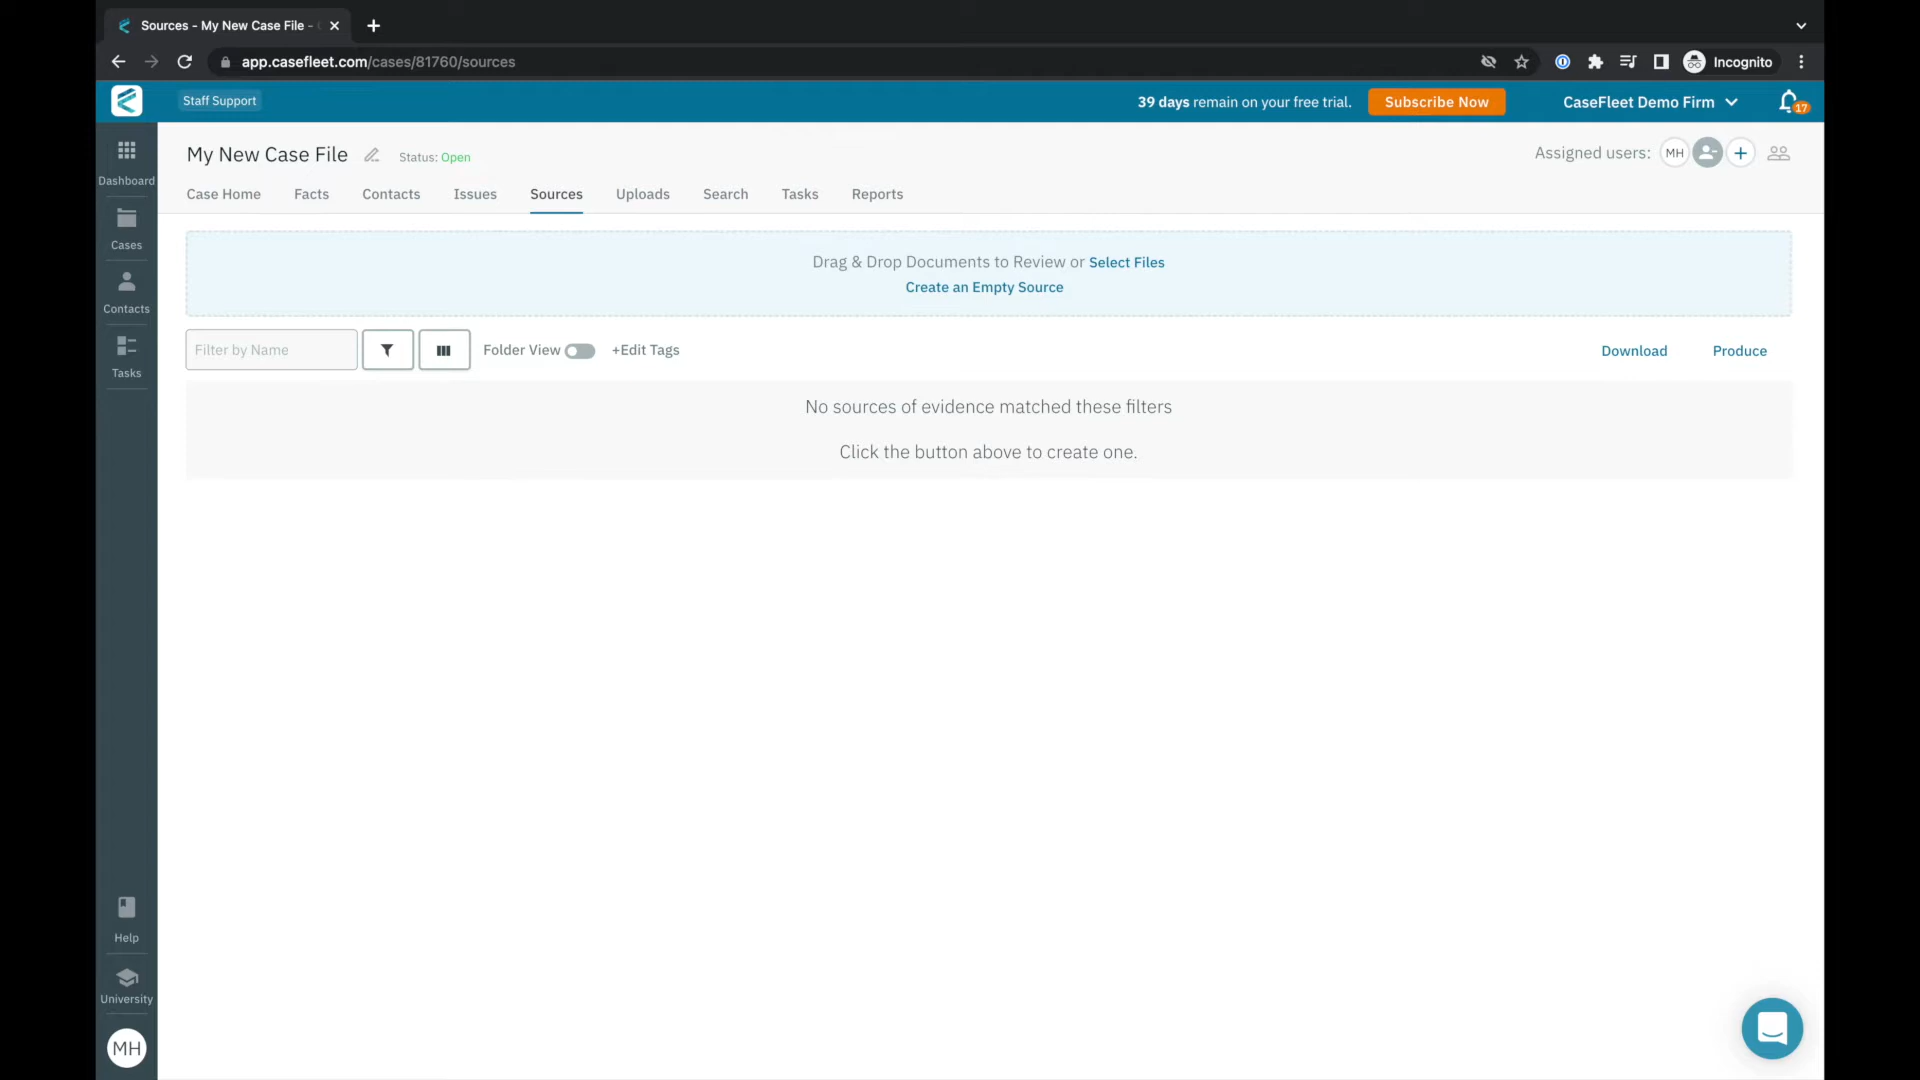 Sources - My New Case File -
app.casefleet.com/cases/81760/sources
Incognito
Staff Support
39 days remain on your free trial.
Subscribe Now
CaseFleet Demo Firm
17
Dashboard
Cases
Contacts
Tasks
Help
University
MH
My New Case File
Status: Open
Assigned users:
MH
Case Home
Facts
Contacts
Issues
Sources
Uploads
Search
Tasks
Reports
Drag & Drop Documents to Review or Select Files
Create an Empty Source
Filter by Name
Folder View
+Edit Tags
Download
Produce
No sources of evidence matched these filters
Click the button above to create one.